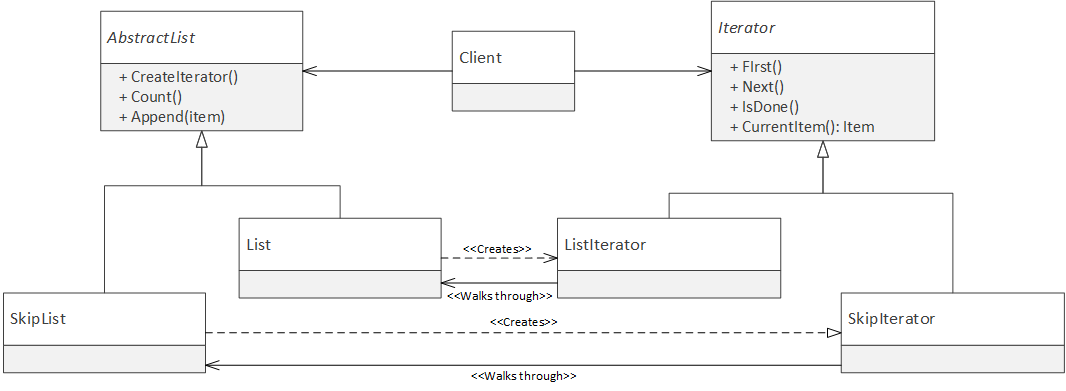 AbstractList
+ CreateIterator()
+ Count()
+ Append(item)
Client
Iterator
+ FIrst()
+ Next()
+ IsDone()
+ CurrentItem(): Item
List
<<Creates>>
ListIterator
<<Walks through>>
SkipList
<<Creates>>
SkipIterator
<<Walks through>>